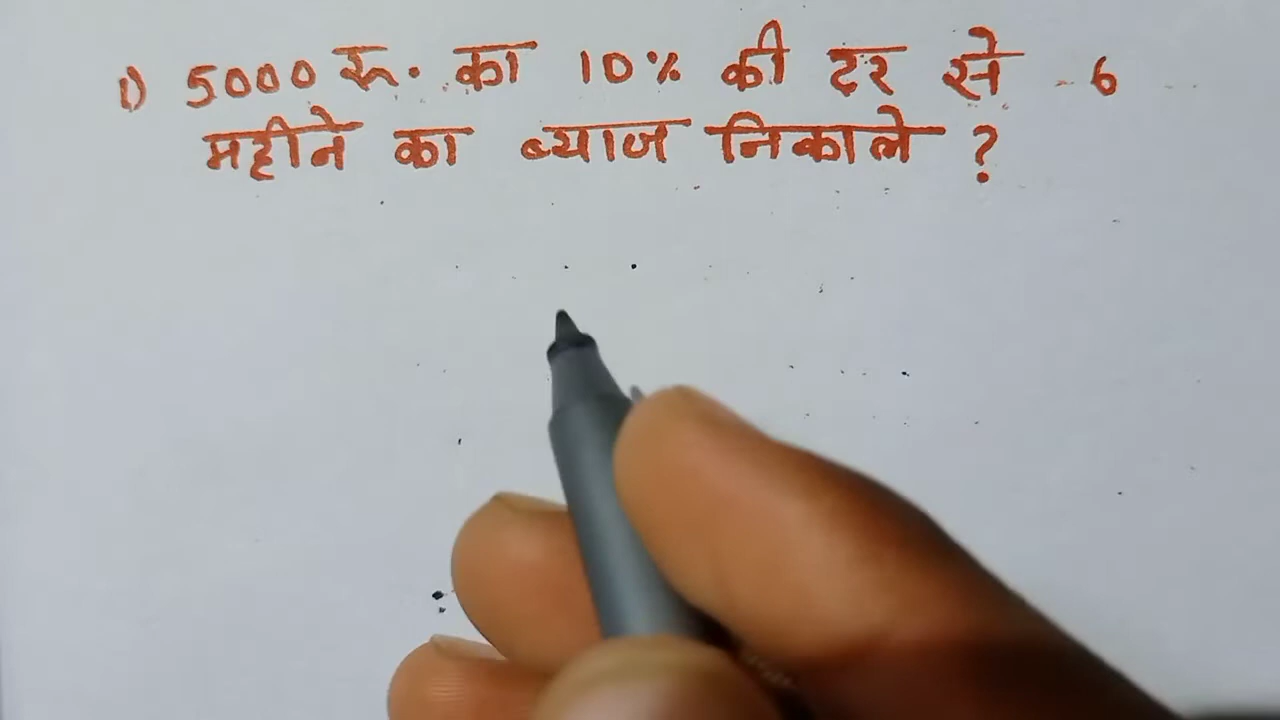 1) 5000 रू. का 10% की दर से - 6
महीने का ब्याज निकाले ?